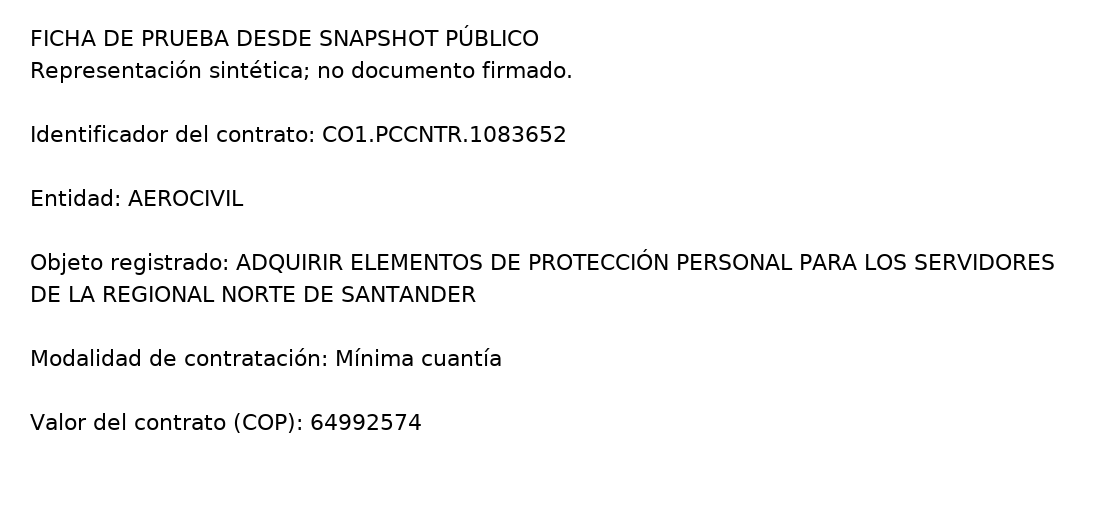 FICHA DE PRUEBA DESDE SNAPSHOT PÚBLICO
Representación sintética; no documento firmado.
Identificador del contrato: CO1.PCCNTR.1083652
Entidad: AEROCIVIL
Objeto registrado: ADQUIRIR ELEMENTOS DE PROTECCIÓN PERSONAL PARA LOS SERVIDORES
DE LA REGIONAL NORTE DE SANTANDER
Modalidad de contratación: Mínima cuantía
Valor del contrato (COP): 64992574